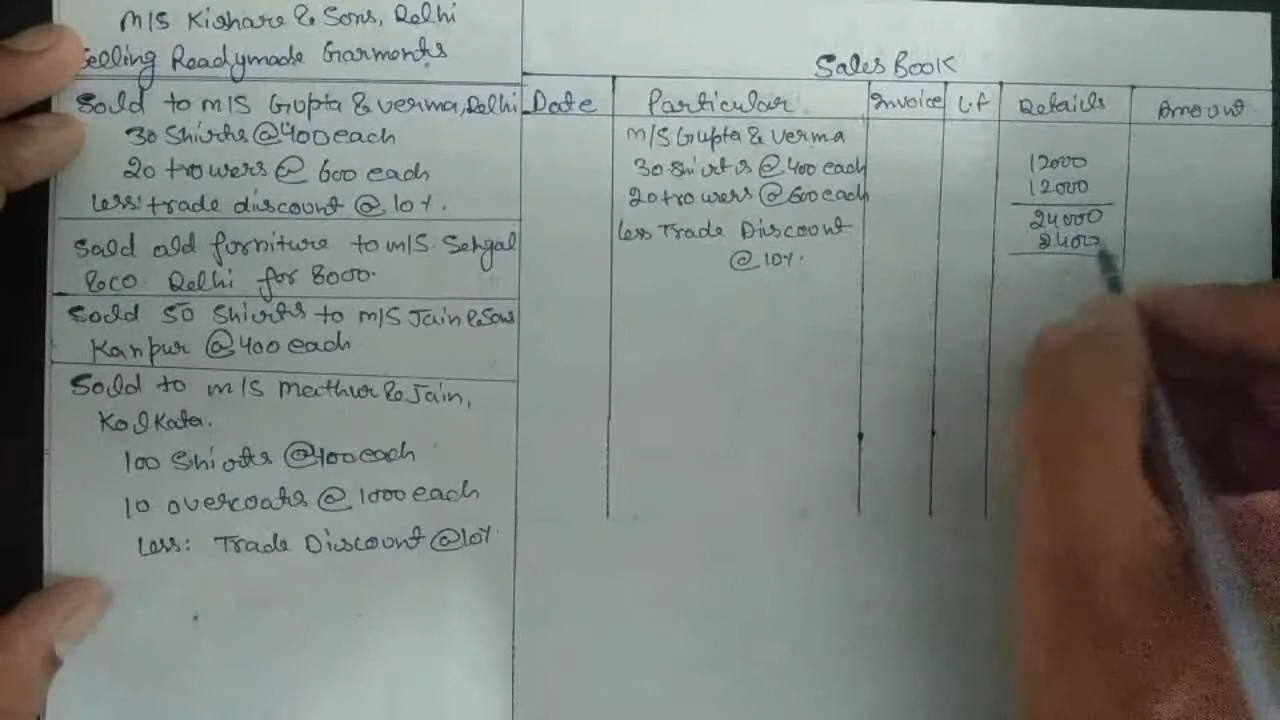 M/S Kishore & Sons, Delhi
Selling Readymade Garments
Sold to M/S Gupta & verma, Delhi
30 Shirts @ 400 each
20 trowers @ 600 each
Less: trade discount @ 10%.
Sold old forniture to M/S. Sehgal
& co. Delhi for 8000.
Sold 50 Shirts to M/S Jain & Sons
Kanpur @ 400 each
Sold to M/S Mathur & Jain,
Kolkata.
100 Shirts @ 400 each
10 overcoats @ 1000 each
Less: Trade Discount @ 10%.
Sales Book
Date Particular Invoice L.f Details Amount
M/S Gupta & verma
30 Shirts @ 400 each 12000
20 trowers @ 600 each 12000
Less Trade Discount 24000
@ 10%. 2400